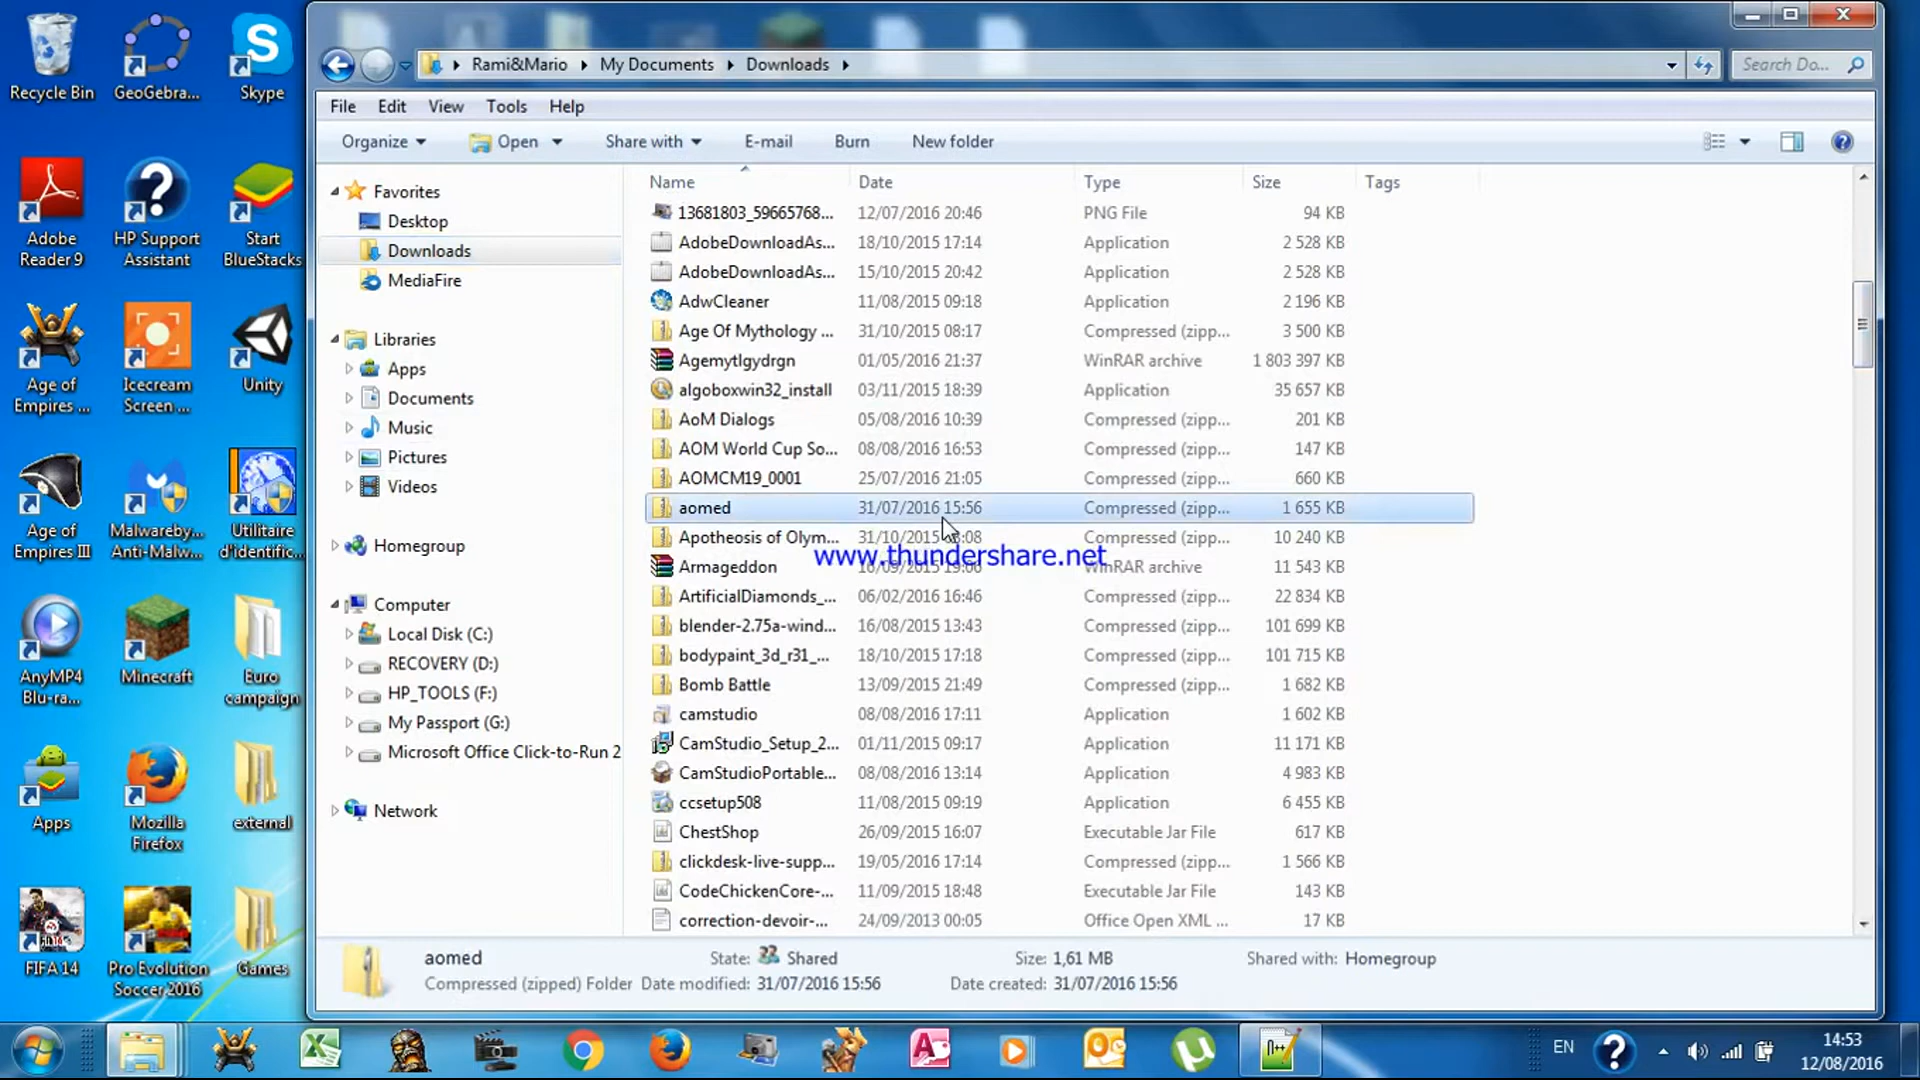 Recycle Bin
GeoGebra...
Skype
Adobe Reader 9
HP Support Assistant
Start BlueStacks
Age of Empires ...
Icecream Screen ...
Unity
Age of Empires III
Malwareby... Anti-Malw...
Utilitaire d'identific...
AnyMP4 Blu-ra...
Minecraft
Euro campaign
Apps
Mozilla Firefox
external
FIFA 14
Pro Evolution Soccer 2016
Games
Rami&Mario
My Documents
Downloads
Search Do...
File Edit View Tools Help
Organize Open Share with E-mail Burn New folder
Favorites
Desktop
Downloads
MediaFire
Libraries
Apps
Documents
Music
Pictures
Videos
Homegroup
Computer
Local Disk (C:)
RECOVERY (D:)
HP_TOOLS (F:)
My Passport (G:)
Microsoft Office Click-to-Run 2
Network
Name Date Type Size Tags
13681803_59665768... 12/07/2016 20:46 PNG File 94 KB
AdobeDownloadAs... 18/10/2015 17:14 Application 2 528 KB
AdobeDownloadAs... 15/10/2015 20:42 Application 2 528 KB
AdwCleaner 11/08/2015 09:18 Application 2 196 KB
Age Of Mythology ... 31/10/2015 08:17 Compressed (zipp... 3 500 KB
Agemytlgydrgn 01/05/2016 21:37 WinRAR archive 1 803 397 KB
algoboxwin32_install 03/11/2015 18:39 Application 35 657 KB
AoM Dialogs 05/08/2016 10:39 Compressed (zipp... 201 KB
AOM World Cup So... 08/08/2016 16:53 Compressed (zipp... 147 KB
AOMCM19_0001 25/07/2016 21:05 Compressed (zipp... 660 KB
aomed 31/07/2016 15:56 Compressed (zipp... 1 655 KB
Apotheosis of Olym... 31/10/2015 Compressed (zipp... 10 240 KB
www.thundershare.net
Armageddon WinRAR archive 11 543 KB
ArtificialDiamonds_... 06/02/2016 16:46 Compressed (zipp... 22 834 KB
blender-2.75a-wind... 16/08/2015 13:43 Compressed (zipp... 101 699 KB
bodypaint_3d_r31_... 18/10/2015 17:18 Compressed (zipp... 101 715 KB
Bomb Battle 13/09/2015 21:49 Compressed (zipp... 1 682 KB
camstudio 08/08/2016 17:11 Application 1 602 KB
CamStudio_Setup_2... 01/11/2015 09:17 Application 11 171 KB
CamStudioPortable... 08/08/2016 13:14 Application 4 983 KB
ccsetup508 11/08/2015 09:19 Application 6 455 KB
ChestShop 26/09/2015 16:07 Executable Jar File 617 KB
clickdesk-live-supp... 19/05/2016 17:14 Compressed (zipp... 1 566 KB
CodeChickenCore-... 11/09/2015 18:48 Executable Jar File 143 KB
correction-devoir-... 24/09/2013 00:05 Office Open XML ... 17 KB
aomed State: Shared Size: 1,61 MB Shared with: Homegroup
Compressed (zipped) Folder Date modified: 31/07/2016 15:56 Date created: 31/07/2016 15:56
EN
14:53
12/08/2016